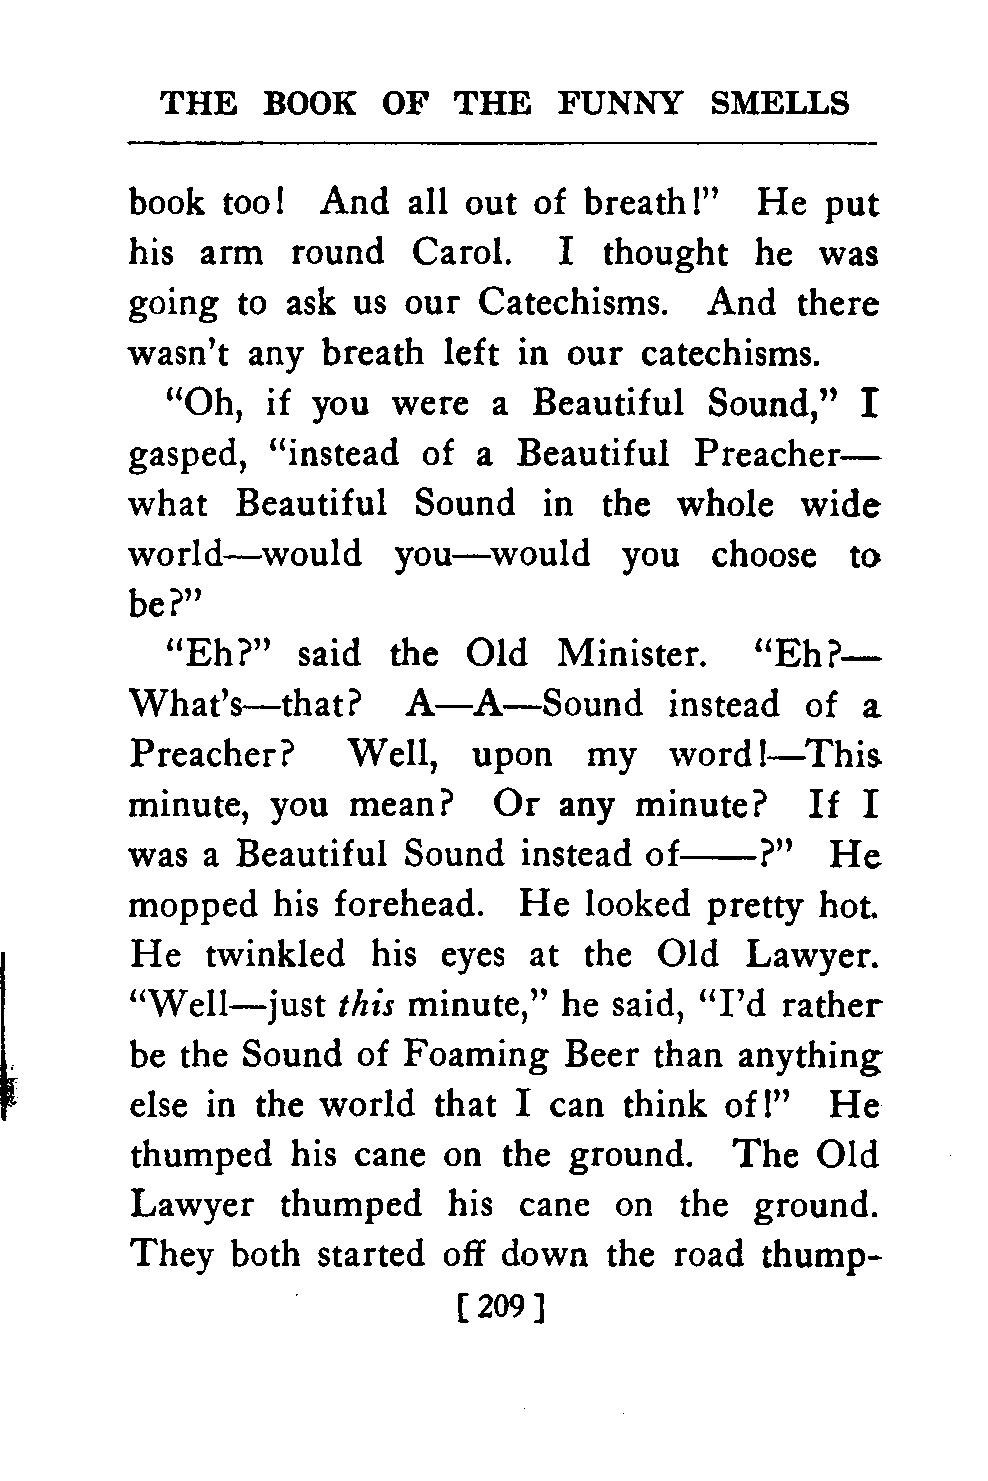 THE BOOK OF THE FUNNY SMELLS
book too! And all out of breath!" He put
his arm round Carol. I thought he was
going to ask us our Catechisms. And there
wasn't any breath left in our catechisms.
"Oh, if you were a Beautiful Sound," I
gasped, "instead of a Beautiful Preacher—
what Beautiful Sound in the whole wide
world—would you—would you choose to
be?"
"Eh?" said the Old Minister. "Eh?—
What's—that? A—A—Sound instead of a
Preacher? Well, upon my word!—This
minute, you mean? Or any minute? If I
was a Beautiful Sound instead of——?" He
mopped his forehead. He looked pretty hot.
He twinkled his eyes at the Old Lawyer.
"Well—just this minute," he said, "I'd rather
be the Sound of Foaming Beer than anything
else in the world that I can think of!" He
thumped his cane on the ground. The Old
Lawyer thumped his cane on the ground.
They both started off down the road thump-
[ 209 ]